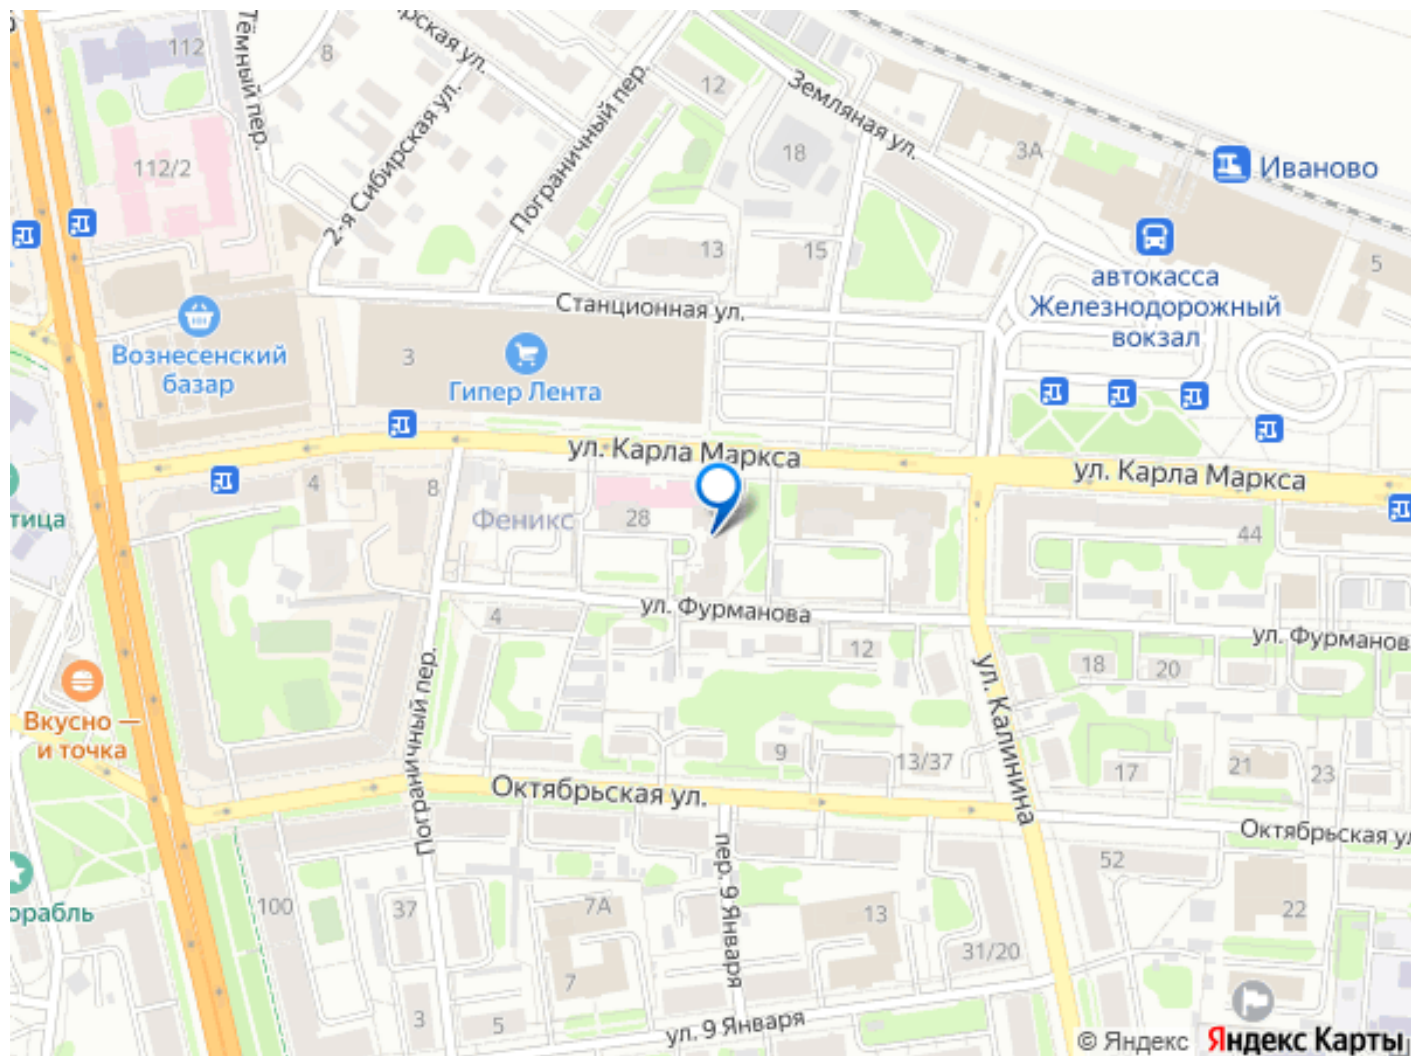 112
Тёмный пер.
8
рская ул.
12
Земляная ул.
Пограничный пер.
2-я Сибирская ул.
18
3А
Иваново
112/2
13
15
автокасса
Железнодорожный
вокзал
5
Станционная ул.
Вознесенский
базар
3
Гипер Лента
ул. Карла Маркса
ул. Карла Маркса
4
8
Феникс
28
44
тица
ул. Фурманова
ул. Фурманов
4
12
18
20
Пограничный пер.
ул. Калинина
Вкусно —
и точка
9
13/37
17
21
23
Октябрьская ул.
Октябрьская ул
52
пер. 9 Января
орабль
100
37
7А
13
22
31/20
7
3
5
ул. 9 Января
© Яндекс Яндекс Карты